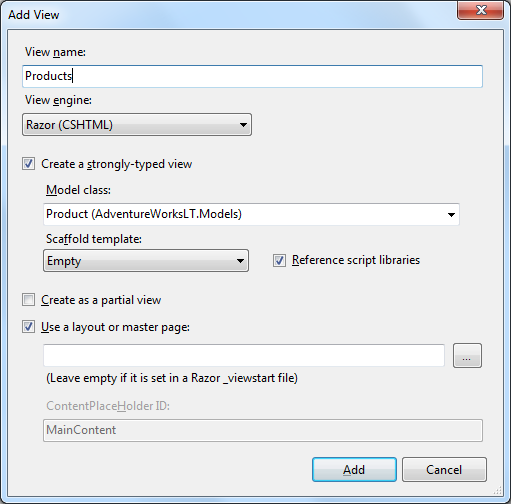 Add View
View name:
Products
View engine:
Razor (CSHTML)
Create a strongly-typed view
Model class:
Product (AdventureWorksLT.Models)
Scaffold template:
Empty
Reference script libraries
Create as a partial view
Use a layout or master page:
...
(Leave empty if it is set in a Razor _viewstart file)
ContentPlaceHolder ID:
MainContent
Add
Cancel